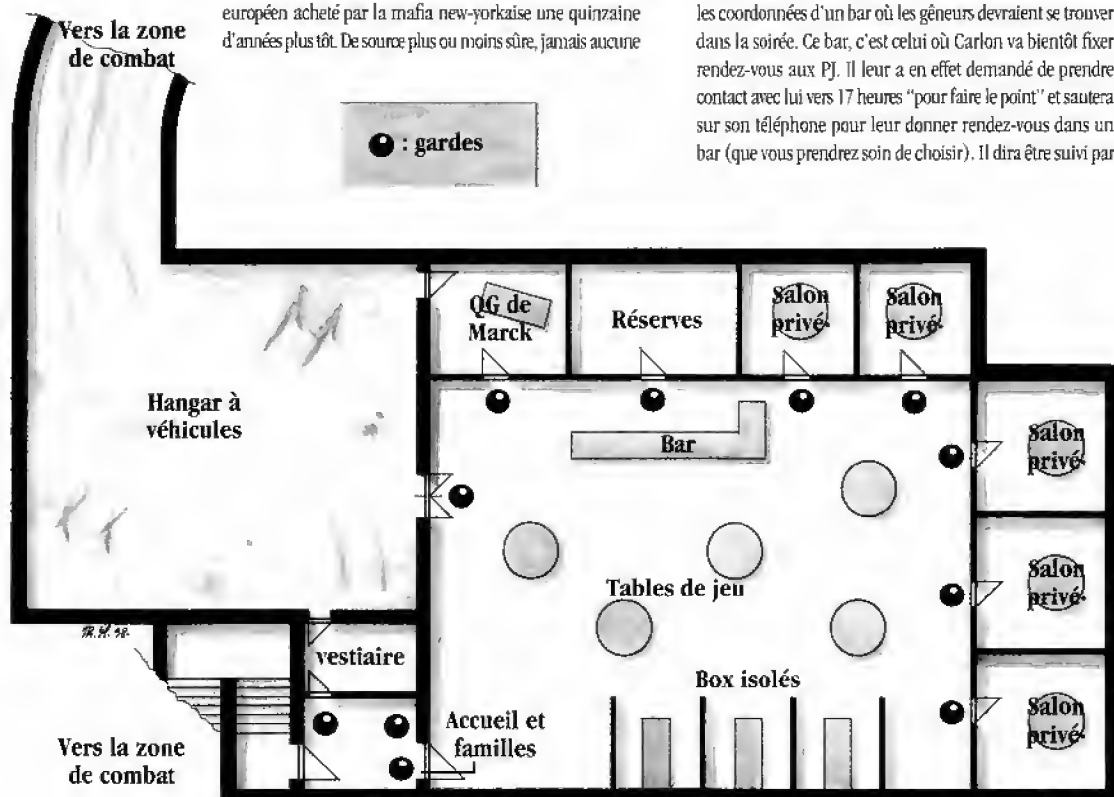 européen acheté par la mafia new-yorkaise une quinzaine
d'années plus tôt. De source plus ou moins sûre, jamais aucune
les coordonnées d'un bar où les gêneurs devraient se trouver
dans la soirée. Ce bar, c'est celui où Carlon va bientôt fixer
rendez-vous aux PJ. Il leur a en effet demandé de prendre
contact avec lui vers 17 heures "pour faire le point" et sautera
sur son téléphone pour leur donner rendez-vous dans un
bar (que vous prendrez soin de choisir). Il dira être suivi par
Vers la zone
de combat
: gardes
QG de
Marck
Réserves
Salon
privé
Salon
privé
Hangar à
véhicules
Bar
Salon
privé
Tables de jeu
Salon
privé
vestiaire
Box isolés
Salon
privé
Accueil et
familles
Vers la zone
de combat